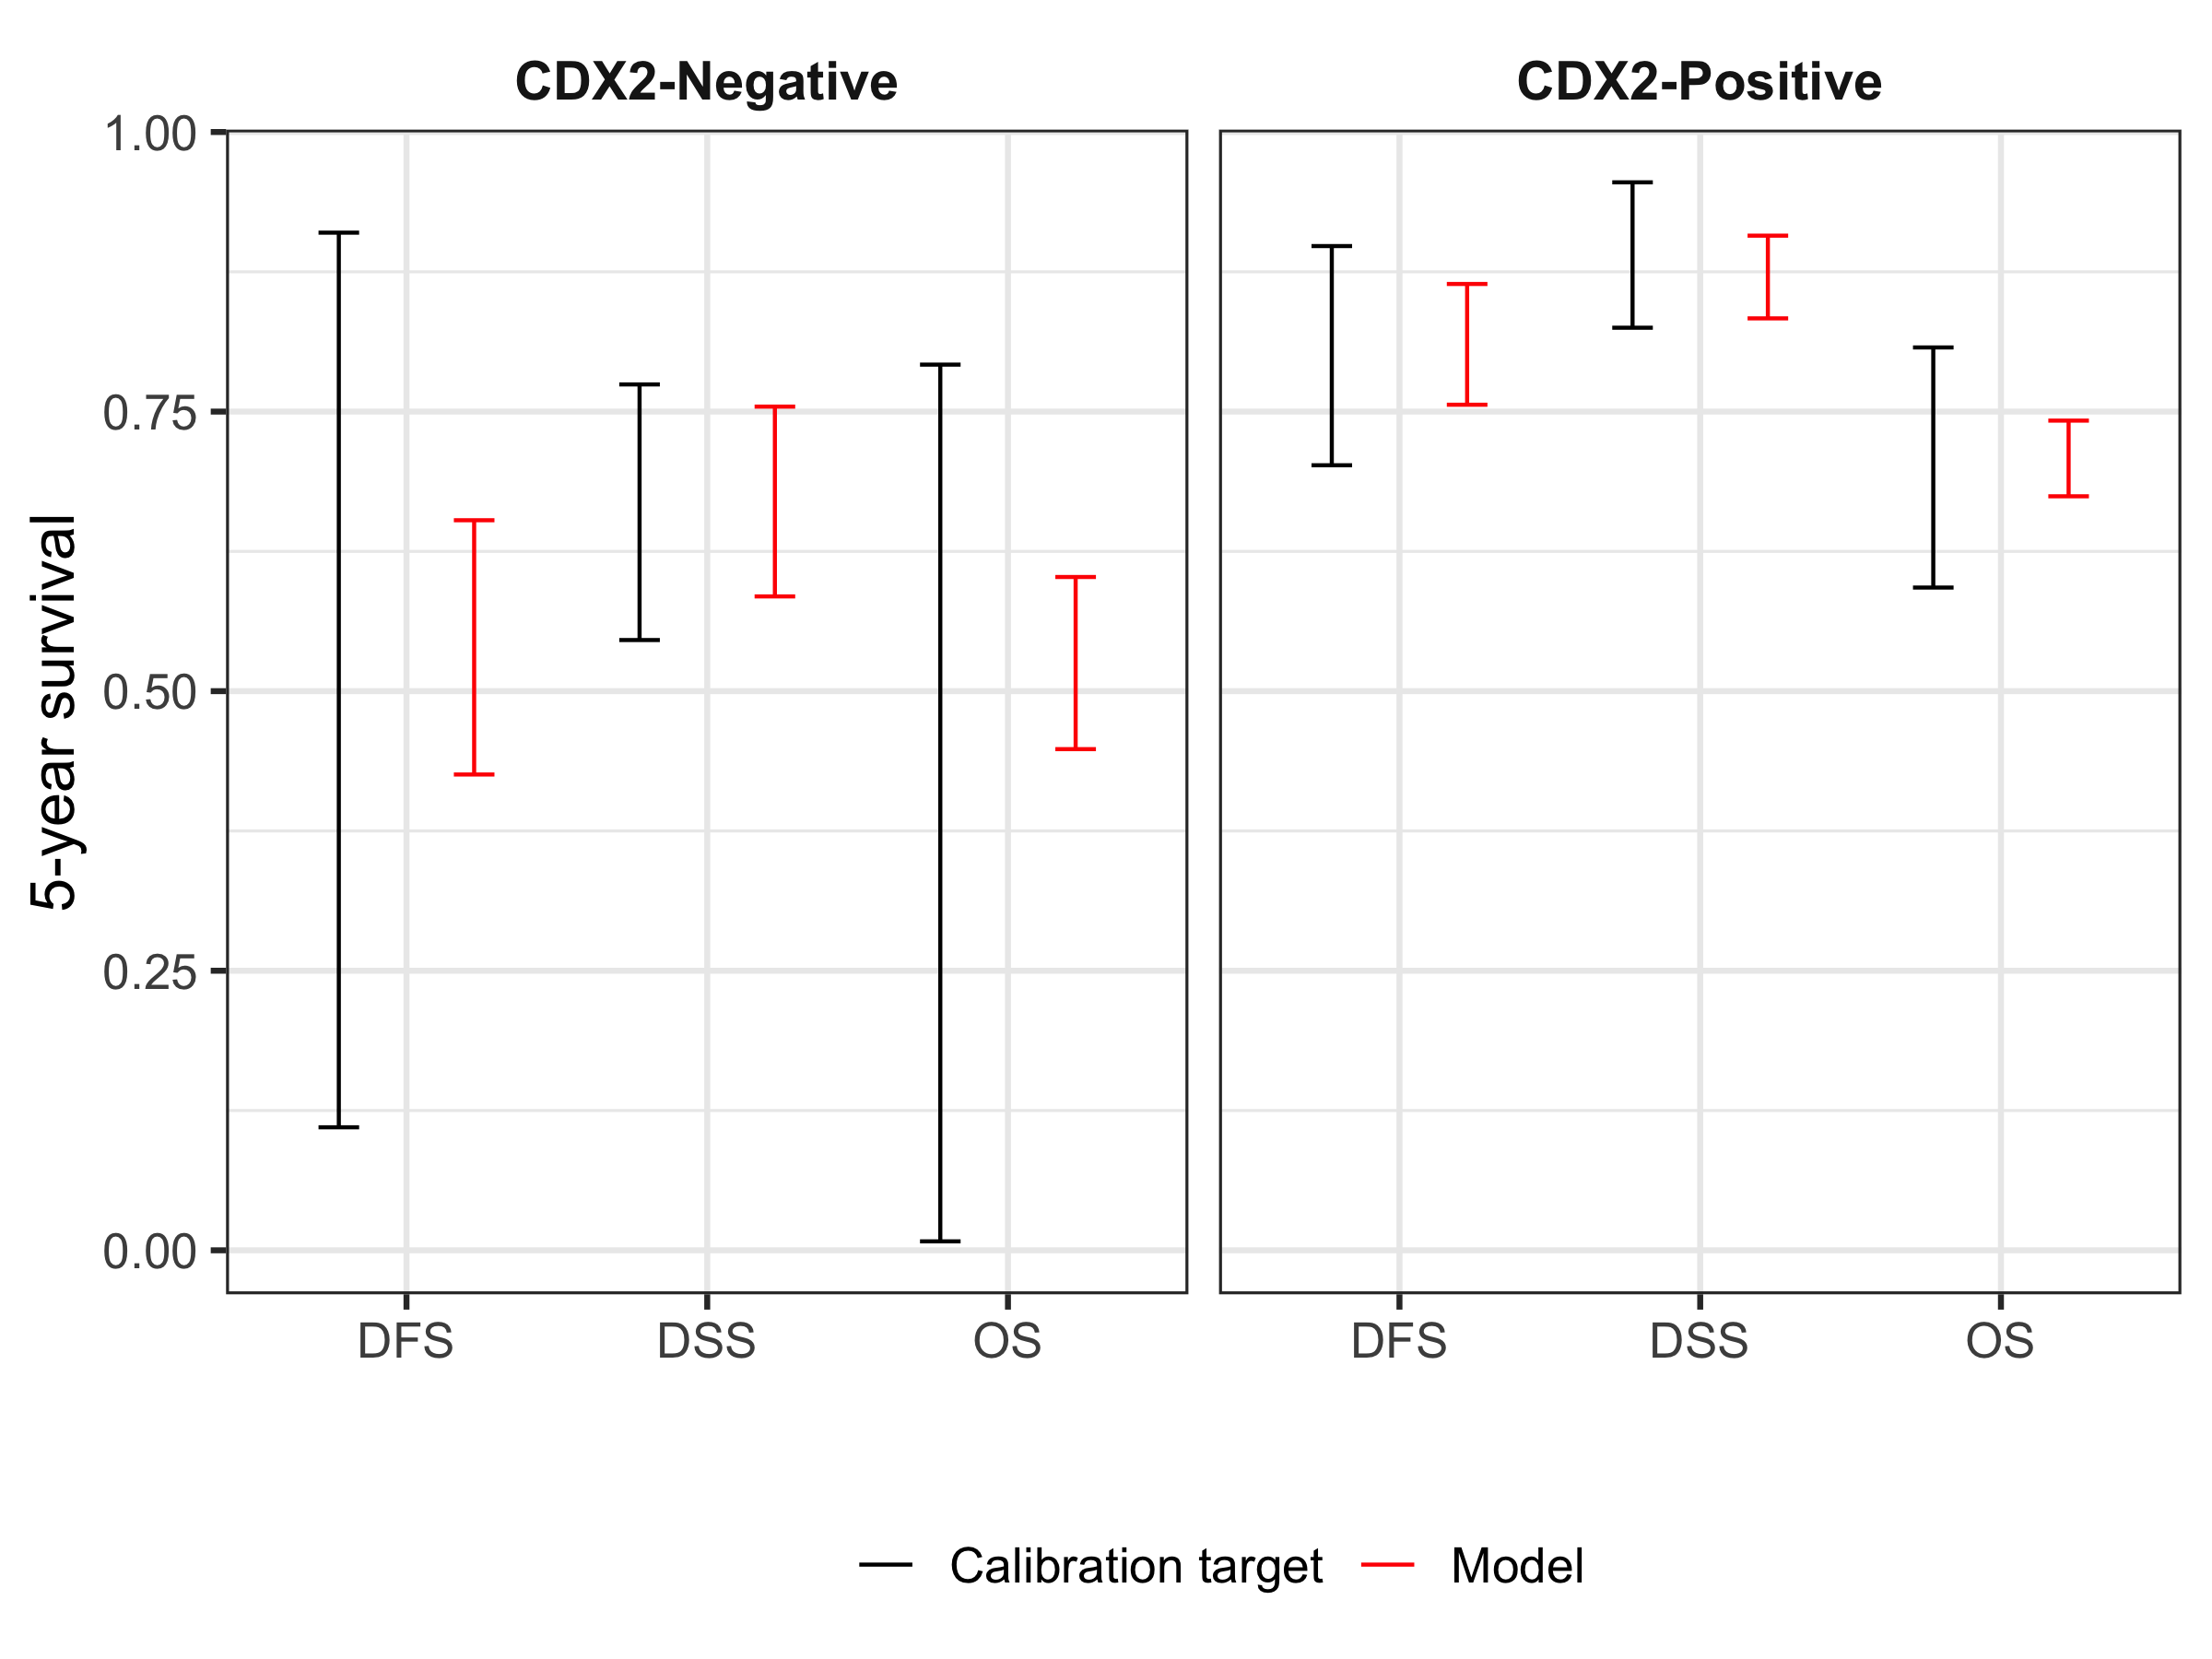 CDX2-Negative CDX2-Positive
1.00
0.75
0.50
0.25
0.00
5-year survival
DFS DSS OS DFS DSS OS
Calibration target Model